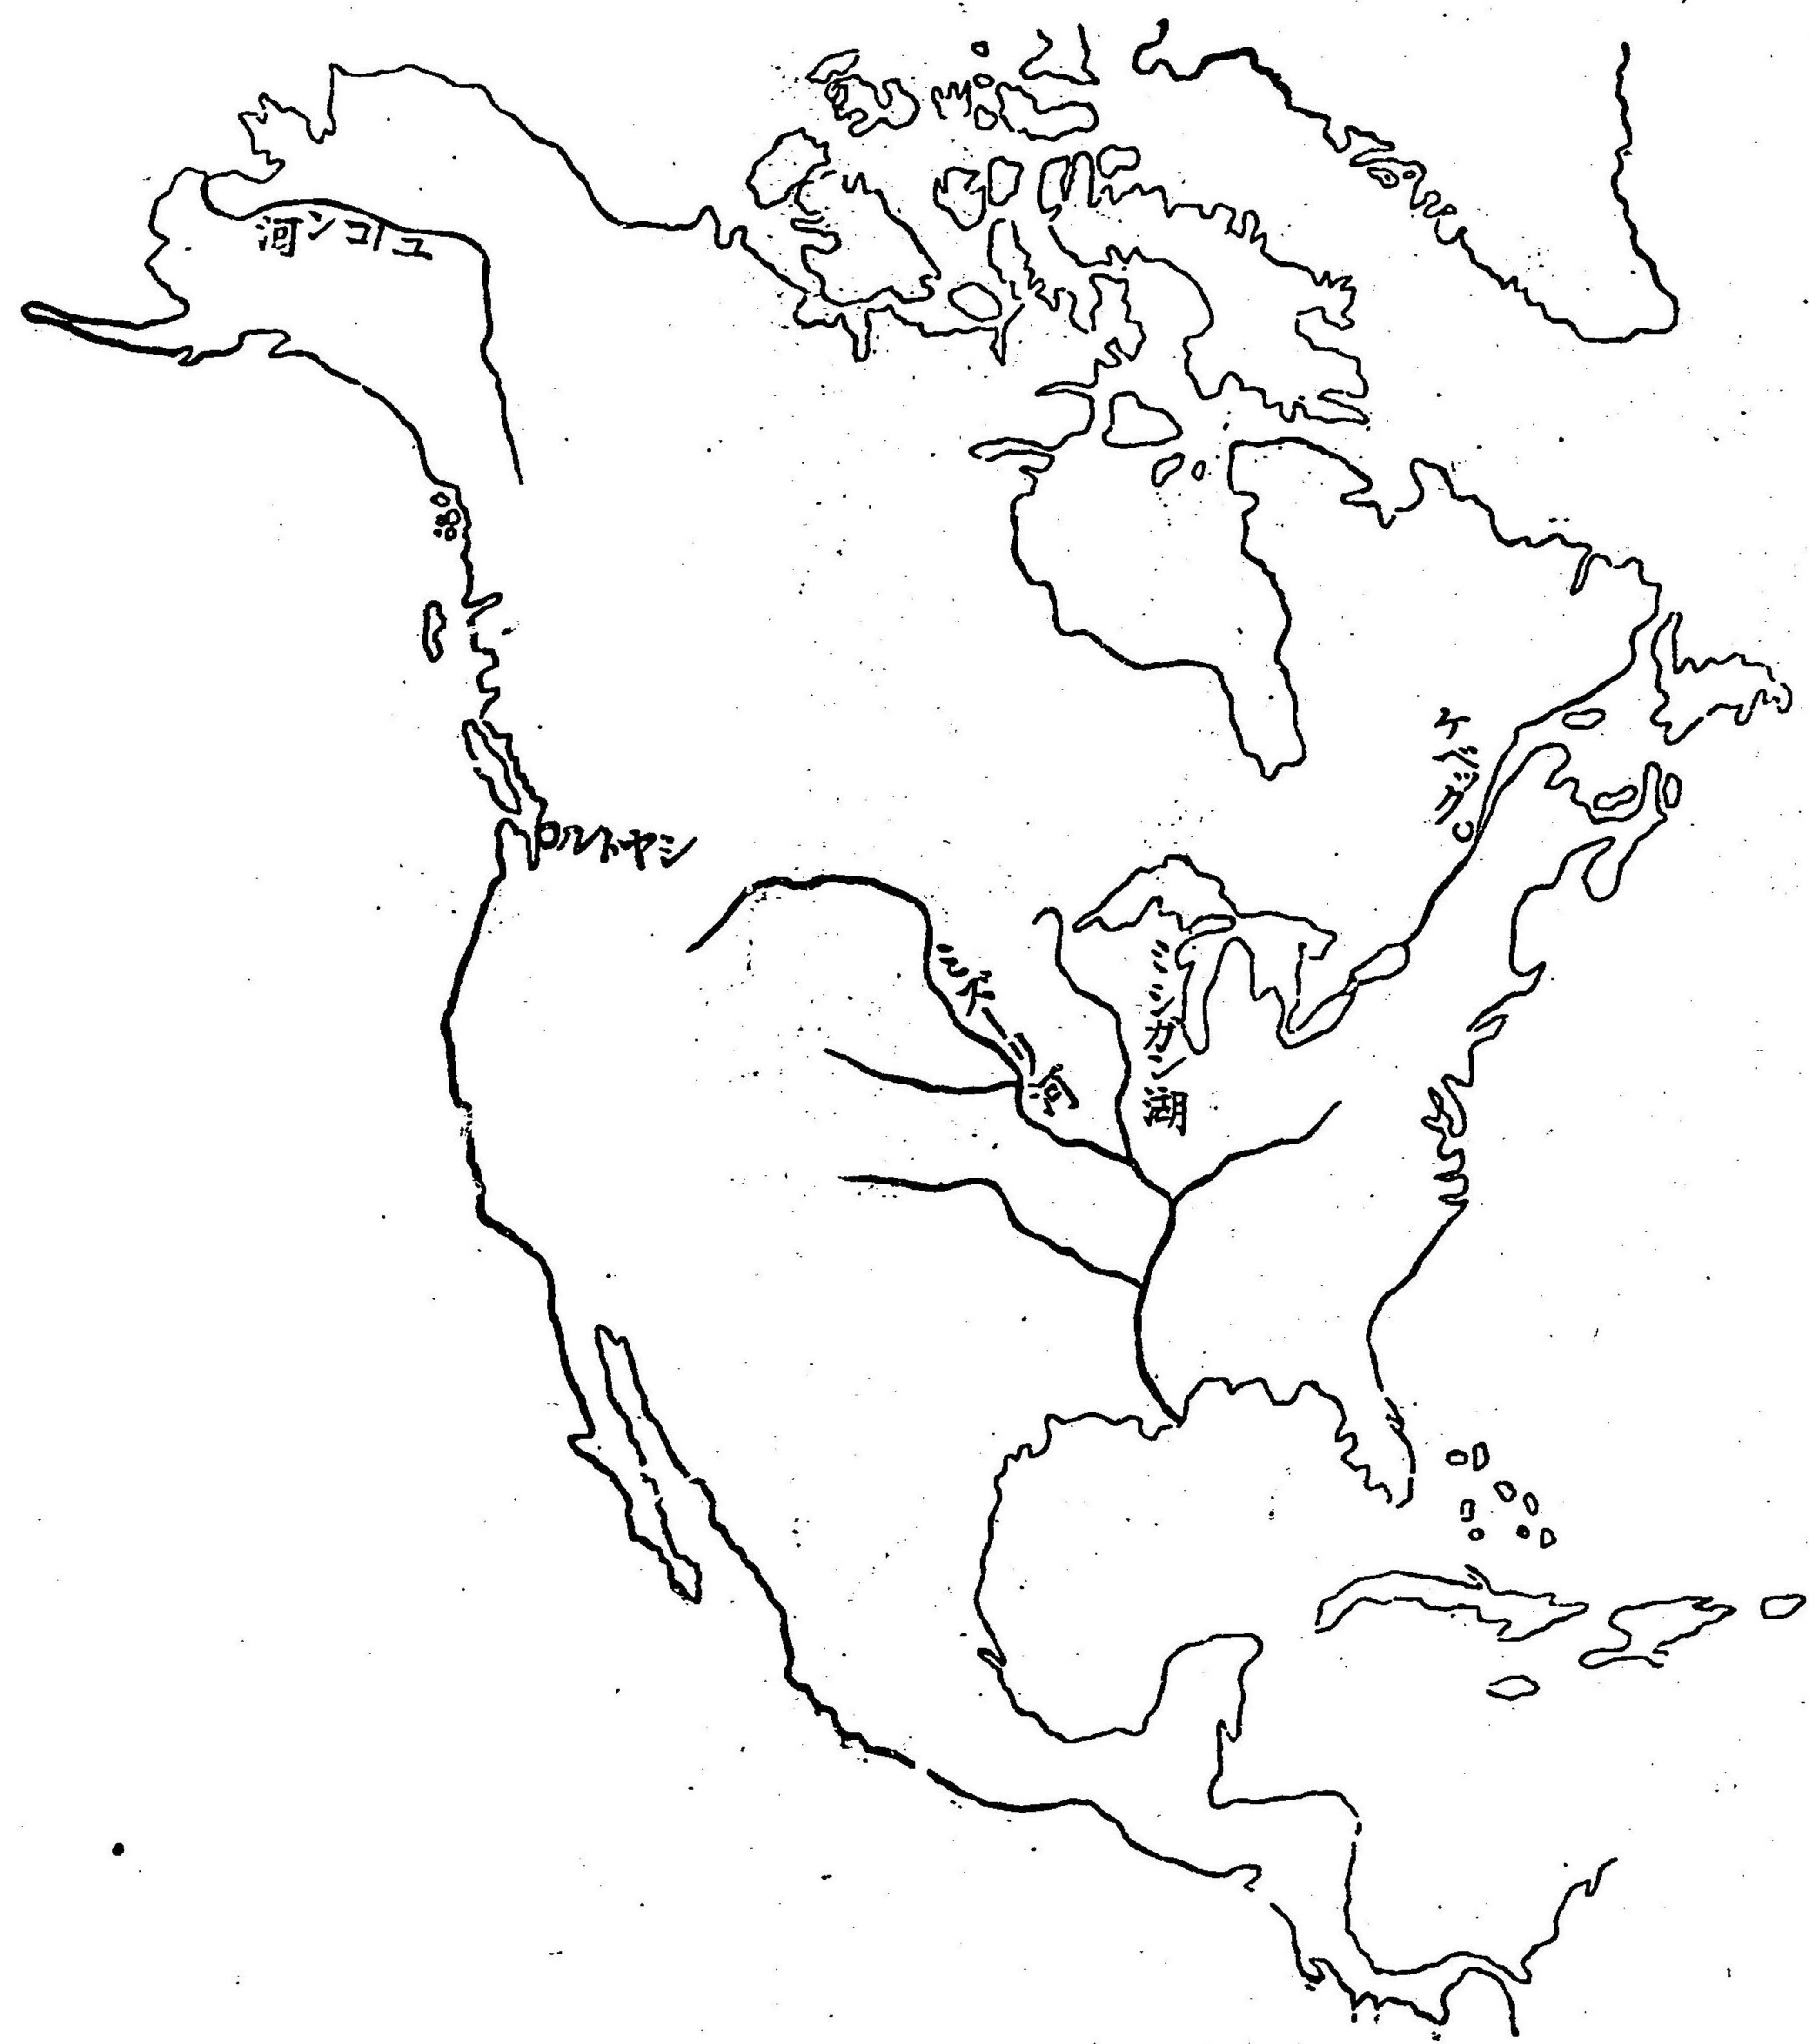 ユーコン河
ケベック
シヤトル
ミズーリ河
ミシガン湖